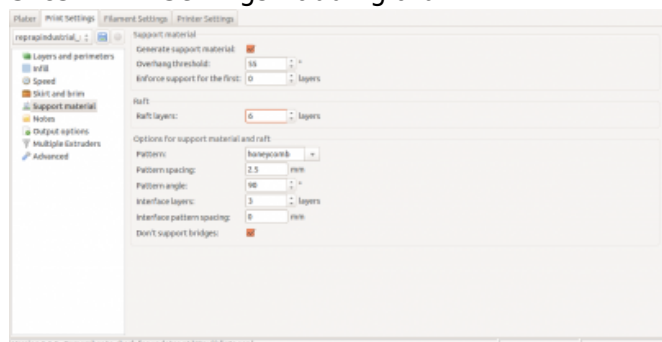 Plater Print Settings Filament Settings Printer Settings
reprapindustrial_
Layers and perimeters
Infill
Speed
Skirt and brim
Support material
Notes
Output options
Multiple Extruders
Advanced
Support material
Generate support material:
Overhang threshold: 55 °
Enforce support for the first: 0 layers
Raft
Raft layers: 6 layers
Options for support material and raft
Pattern: honeycomb
Pattern spacing: 2.5 mm
Pattern angle: 90 °
Interface layers: 3 layers
Interface pattern spacing: 0 mm
Don't support bridges: